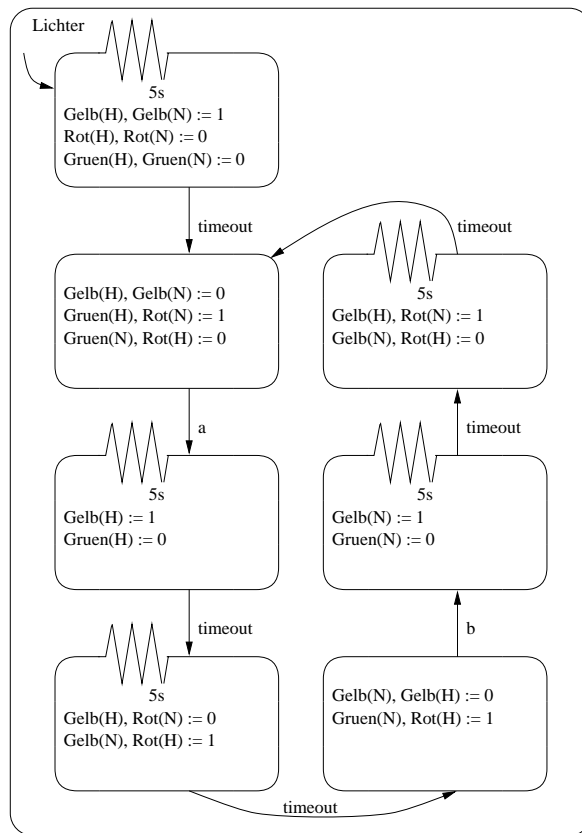 Lichter
5s
Gelb(H), Gelb(N) := 1
Rot(H), Rot(N) := 0
Gruen(H), Gruen(N) := 0
timeout
Gelb(H), Gelb(N) := 0
Gruen(H), Rot(N) := 1
Gruen(N), Rot(H) := 0
a
5s
Gelb(H) := 1
Gruen(H) := 0
timeout
5s
Gelb(H), Rot(N) := 0
Gelb(N), Rot(H) := 1
timeout
Gelb(N), Gelb(H) := 0
Gruen(N), Rot(H) := 1
b
5s
Gelb(N) := 1
Gruen(N) := 0
timeout
5s
Gelb(H), Rot(N) := 1
Gelb(N), Rot(H) := 0
timeout